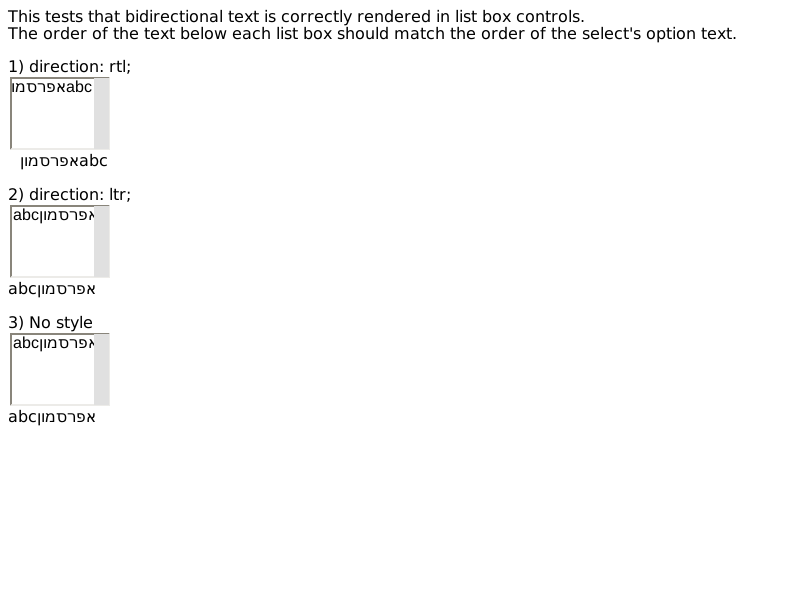 This tests that bidirectional text is correctly rendered in list box controls.
The order of the text below each list box should match the order of the select's option text.
1) direction: rtl;
abcאפרסמו
abcאפרסמון
2) direction: ltr;
abcאפרסמון
abcאפרסמון
3) No style
abcאפרסמון
abcאפרסמון